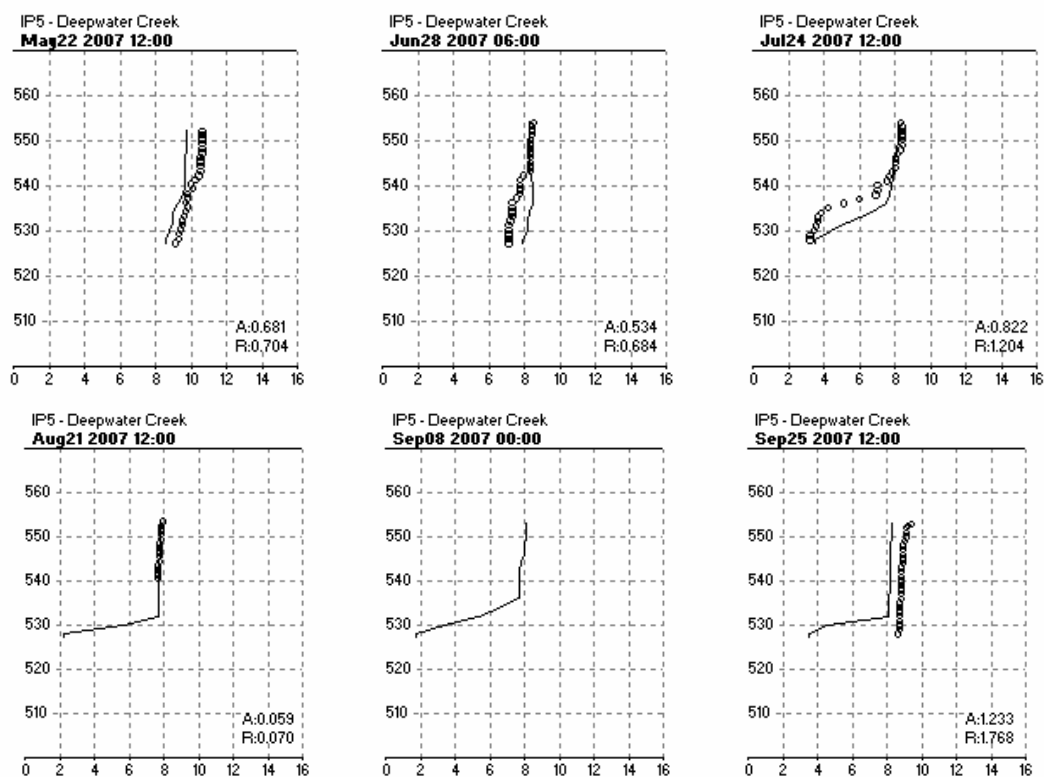 IP5 - Deepwater Creek
May22 2007 12:00
560
550
540
530
520
510
A:0.681
R:0.704
0 2 4 6 8 10 12 14 16
IP5 - Deepwater Creek
Jun28 2007 06:00
560
550
540
530
520
510
A:0.534
R:0.684
0 2 4 6 8 10 12 14 16
IP5 - Deepwater Creek
Jul24 2007 12:00
560
550
540
530
520
510
A:0.822
R:1.204
0 2 4 6 8 10 12 14 16
IP5 - Deepwater Creek
Aug21 2007 12:00
560
550
540
530
520
510
A:0.059
R:0.070
0 2 4 6 8 10 12 14 16
IP5 - Deepwater Creek
Sep08 2007 00:00
560
550
540
530
520
510
0 2 4 6 8 10 12 14 16
IP5 - Deepwater Creek
Sep25 2007 12:00
560
550
540
530
520
510
A:1.233
R:1.768
0 2 4 6 8 10 12 14 16